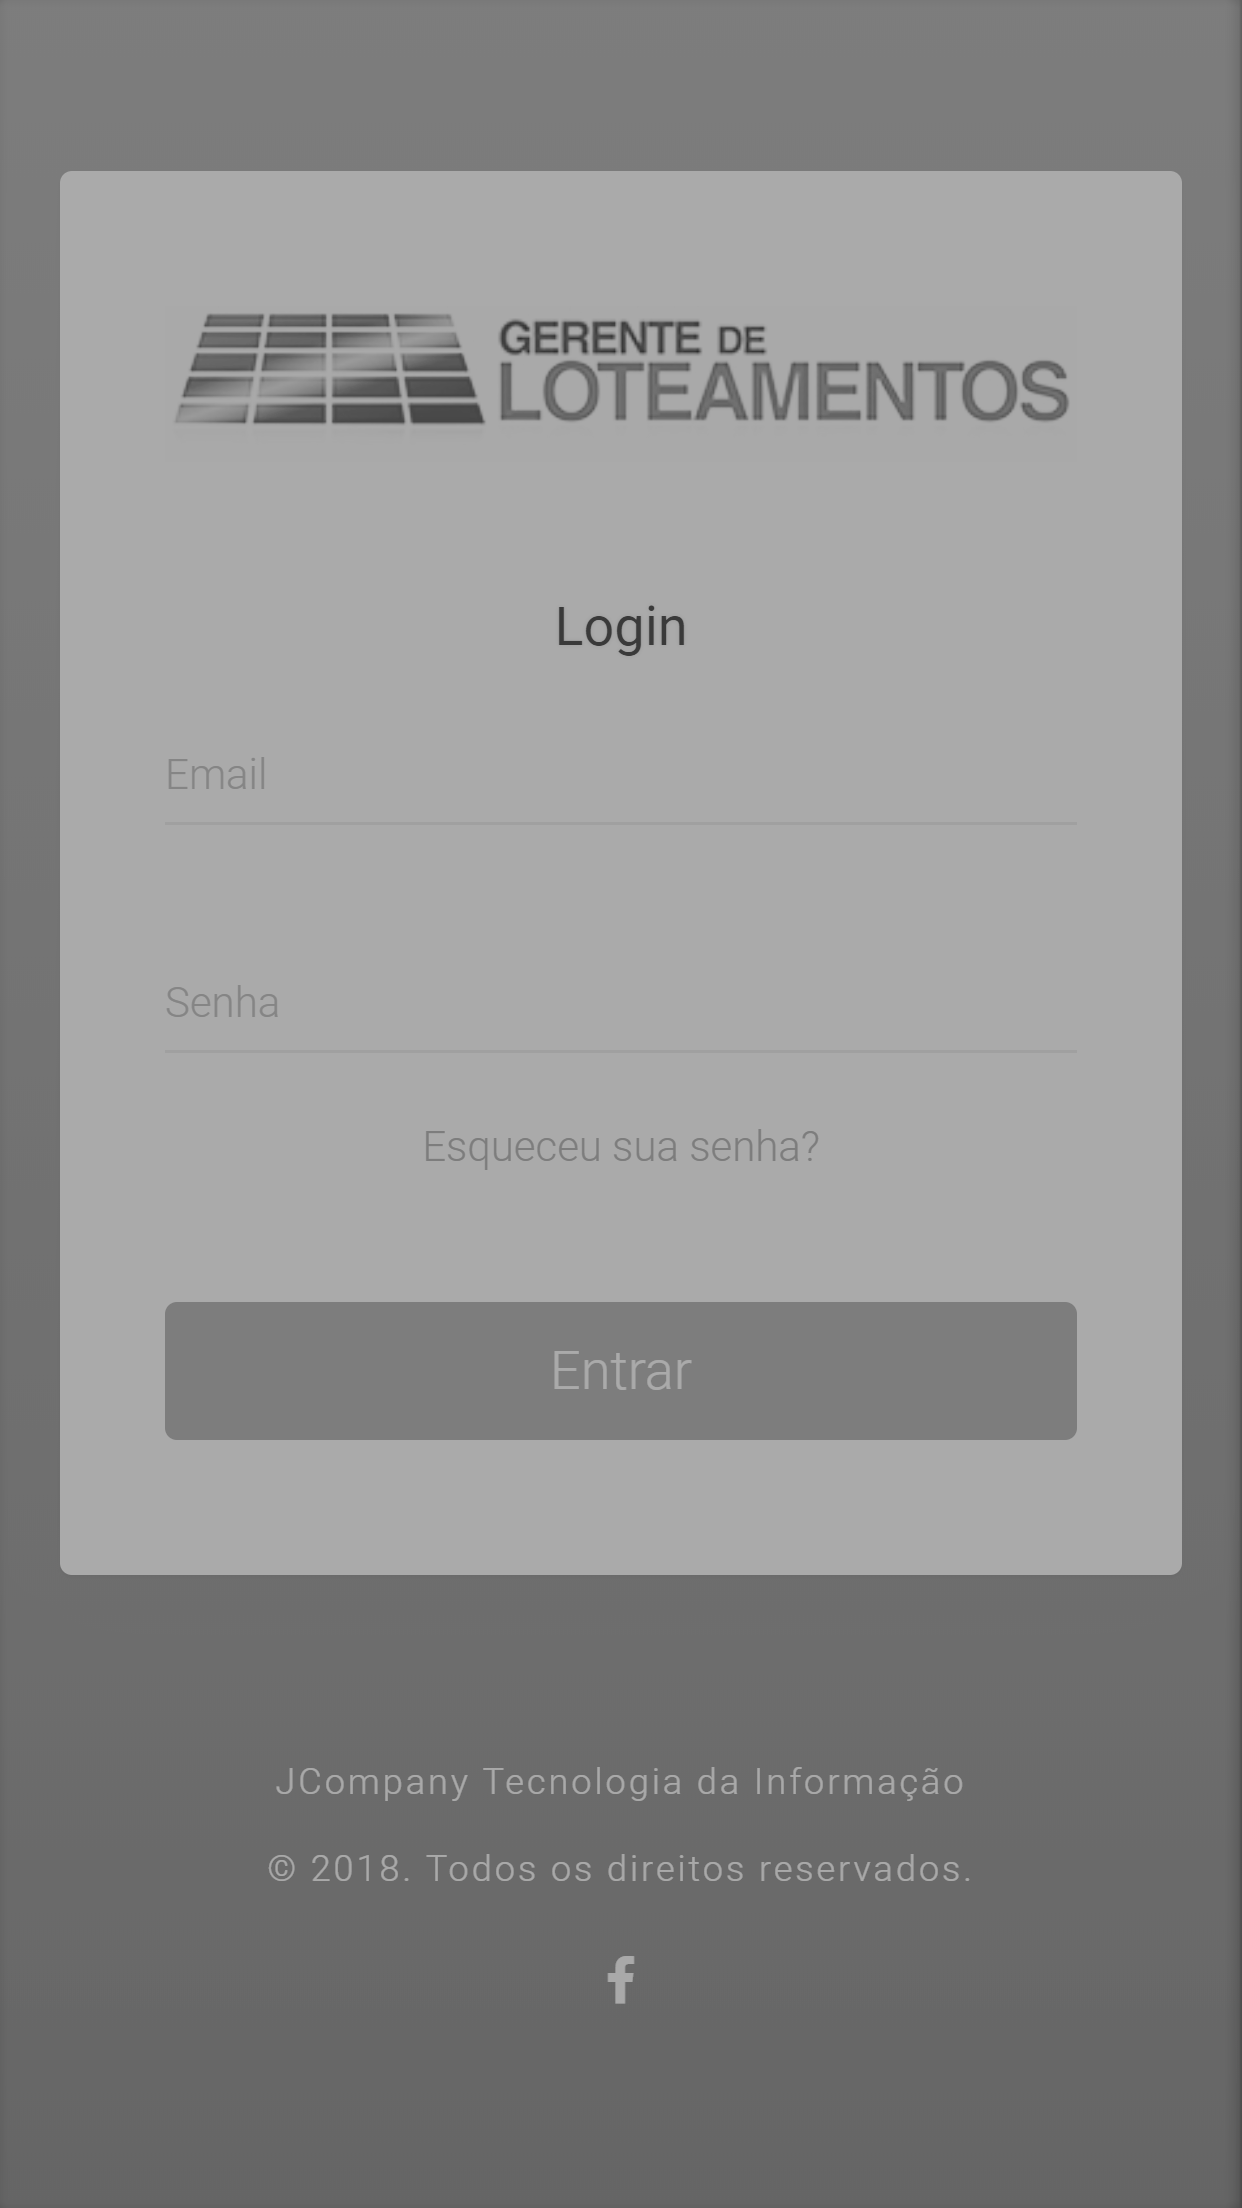 GERENTE DE
LOTEAMENTOS
Login
Email
Senha
Esqueceu sua senha?
Entrar
JCompany Tecnologia da Informação
© 2018. Todos os direitos reservados.